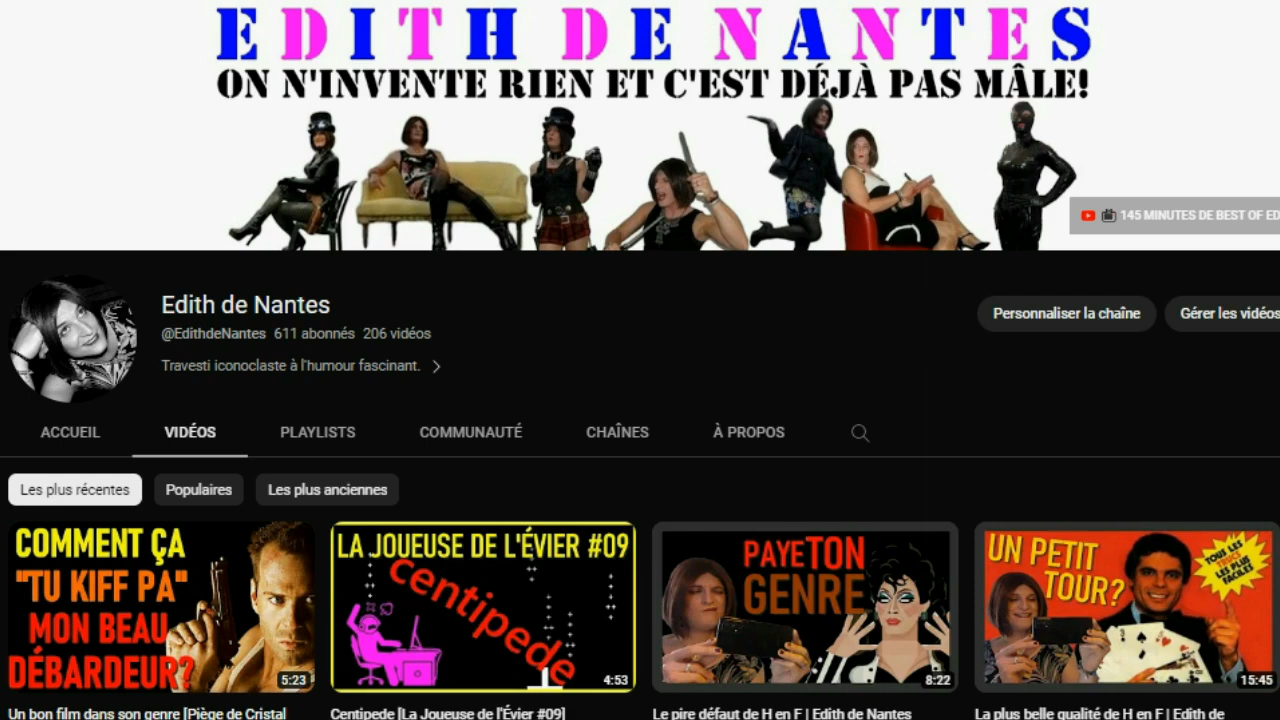 EDITH DE NANTES
ON N'INVENTE RIEN ET C'EST DÉJÀ PAS MÂLE!
145 MINUTES DE BEST OF ED
Edith de Nantes
@EdithdeNantes 611 abonnés 206 vidéos
Travesti iconoclaste à l'humour fascinant.
Personnaliser la chaîne
Gérer les vidéos
ACCUEIL
VIDÉOS
PLAYLISTS
COMMUNAUTÉ
CHAÎNES
À PROPOS
Les plus récentes
Populaires
Les plus anciennes
COMMENT ÇA
"TU KIFF PA"
MON BEAU
DÉBARDEUR?
5:23
LA JOUEUSE DE L'ÉVIER #09
centipede
4:53
PAYE TON
GENRE
8:22
UN PETIT
TOUR?
TOUS LES
TRUCS
LES PLUS
FACILES
15:45
Un bon film dans son genre [Piège de Cristal
Centipede [La Joueuse de l'Évier #09]
Le pire défaut de H en F | Edith de Nantes
La plus belle qualité de H en F | Edith de